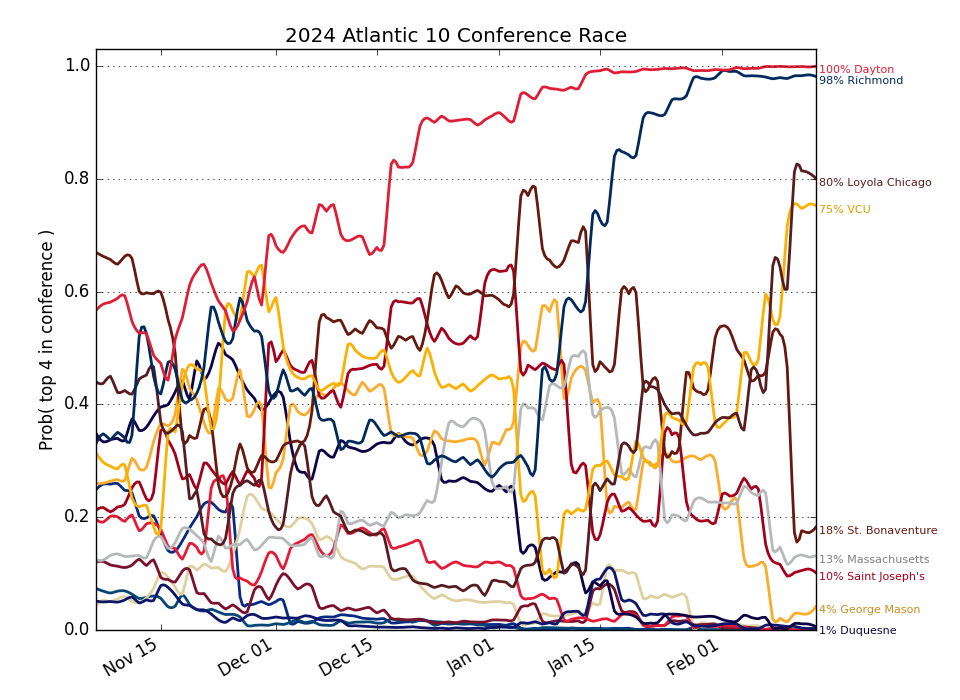 2024 Atlantic 10 Conference Race
Prob( top 4 in conference )
1.0
0.8
0.6
0.4
0.2
0.0
Nov 15
Dec 01
Dec 15
Jan 01
Jan 15
Feb 01
100% Dayton
98% Richmond
80% Loyola Chicago
75% VCU
18% St. Bonaventure
13% Massachusetts
10% Saint Joseph's
4% George Mason
1% Duquesne